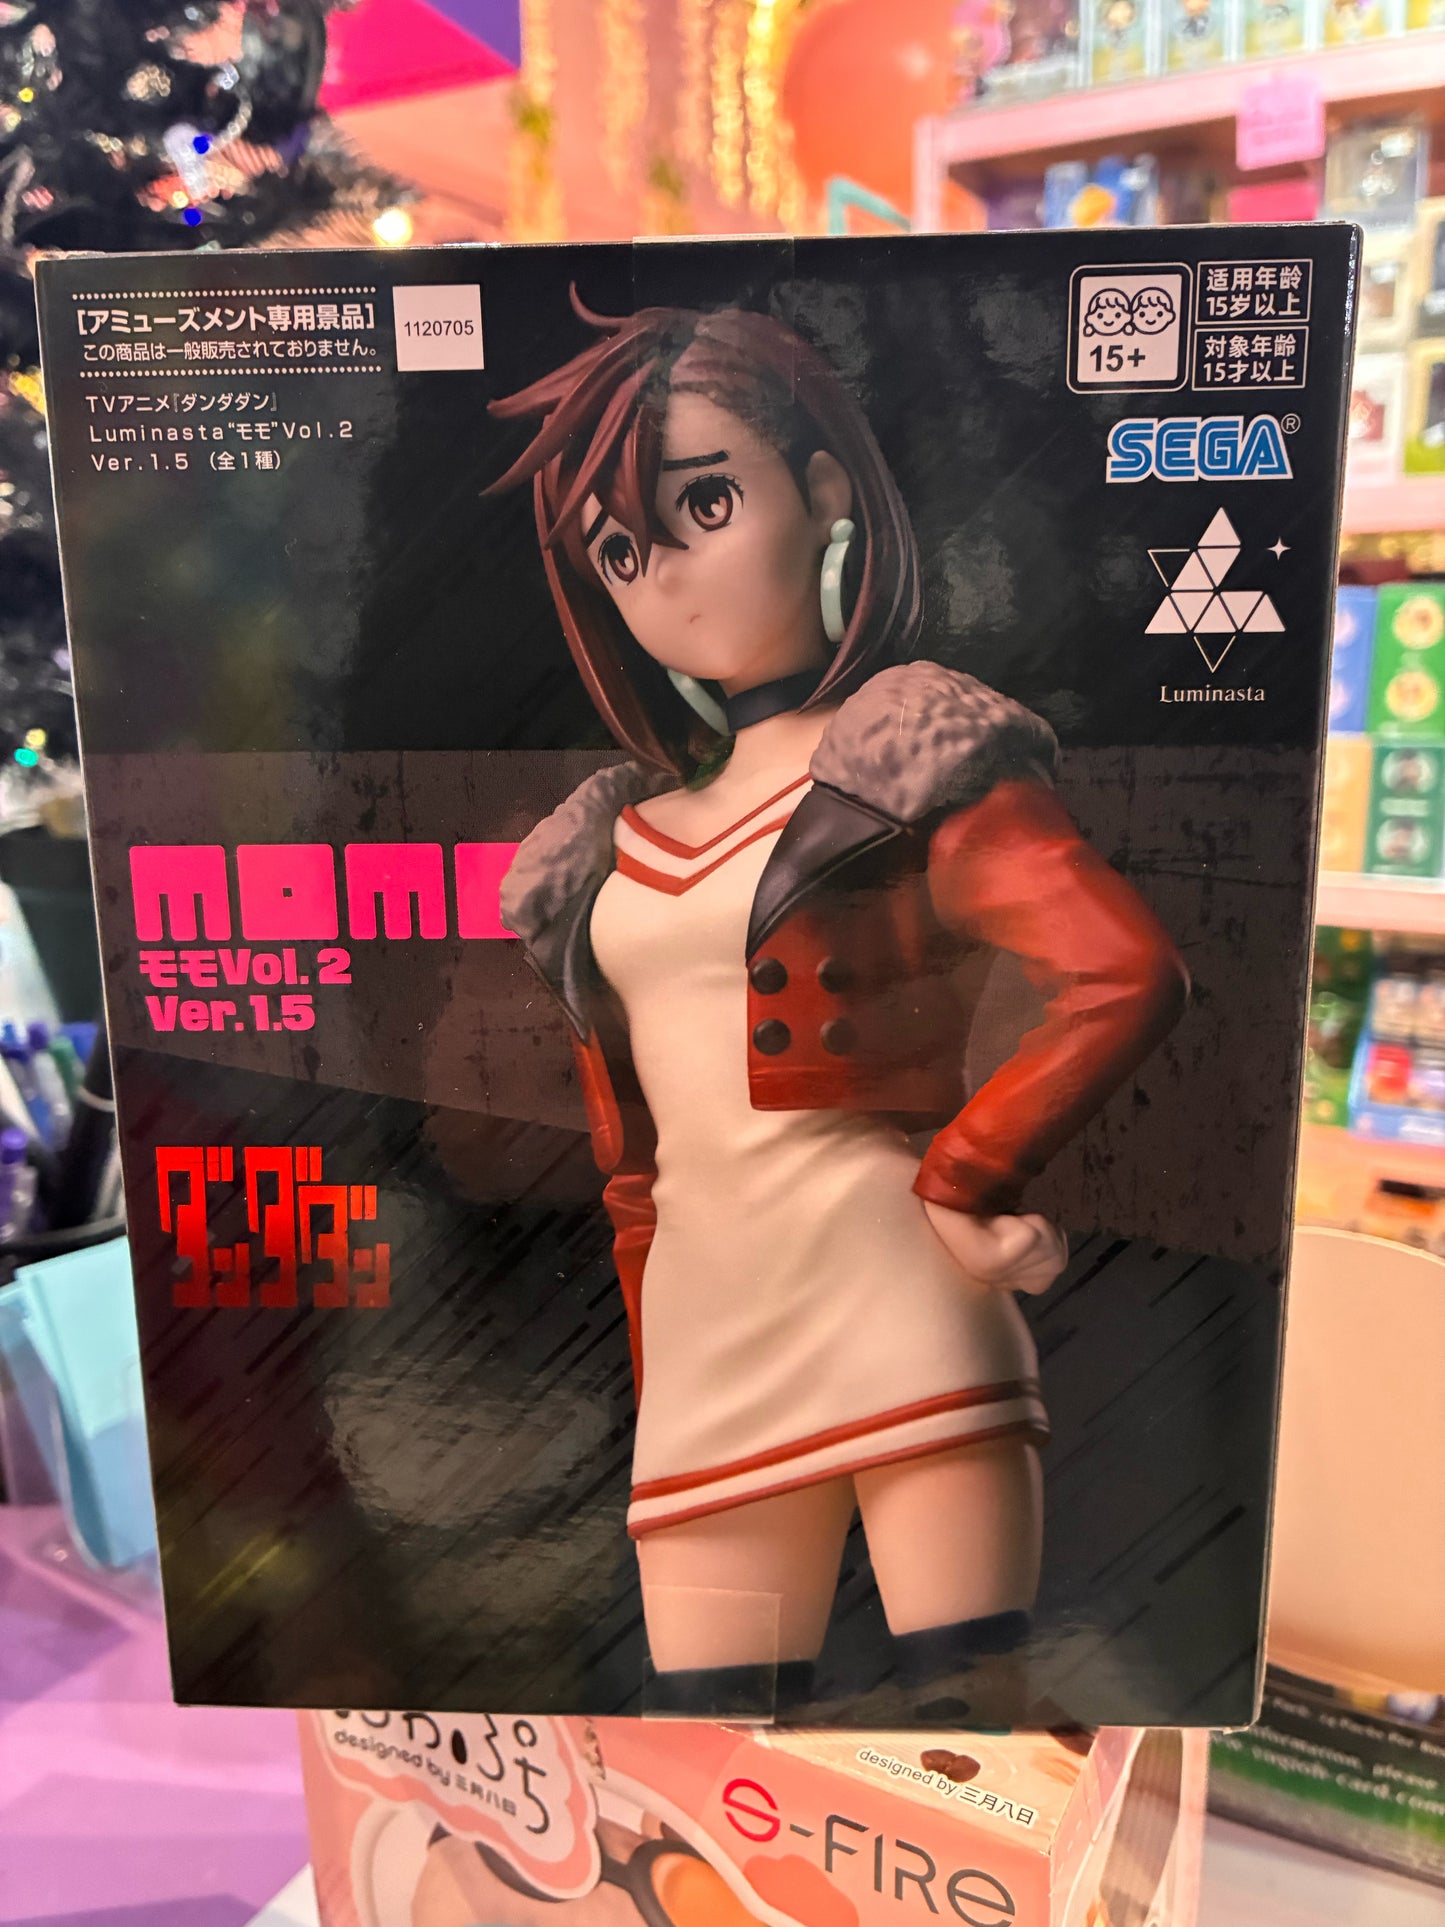 [アミューズメント専用景品]
この商品は一般販売されておりません。
1120705
TVアニメ『ダンダダン』
Luminasta“モモ”Vol.2
Ver.1.5 (全1種)
15+
适用年龄
15岁以上
対象年齢
15才以上
SEGA®
Luminasta
momo
モモVol.2
Ver.1.5
ダンダダン
designed by 三月八日
designed by 三月八日
S-FIRE